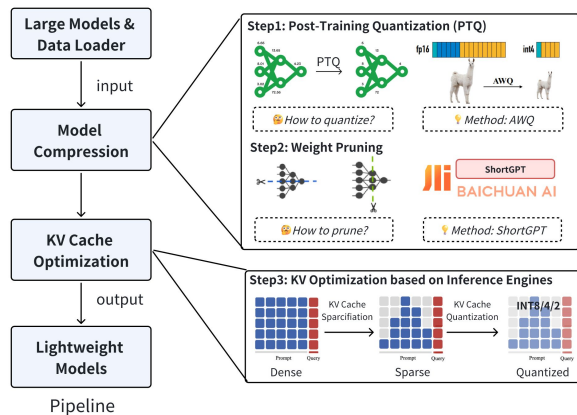 Large Models &
Data Loader
input
Model
Compression
KV Cache
Optimization
output
Lightweight
Models
Pipeline
Step1: Post-Training Quantization (PTQ)
PTQ
fp16
int4
AWQ
How to quantize?
Method: AWQ
Step2: Weight Pruning
ShortGPT
BAICHUAN AI
How to prune?
Method: ShortGPT
Step3: KV Optimization based on Inference Engines
KV Cache
Sparcifiation
KV Cache
Quantization
INT8/4/2
Prompt
Query
Prompt
Query
Prompt
Query
Dense
Sparse
Quantized